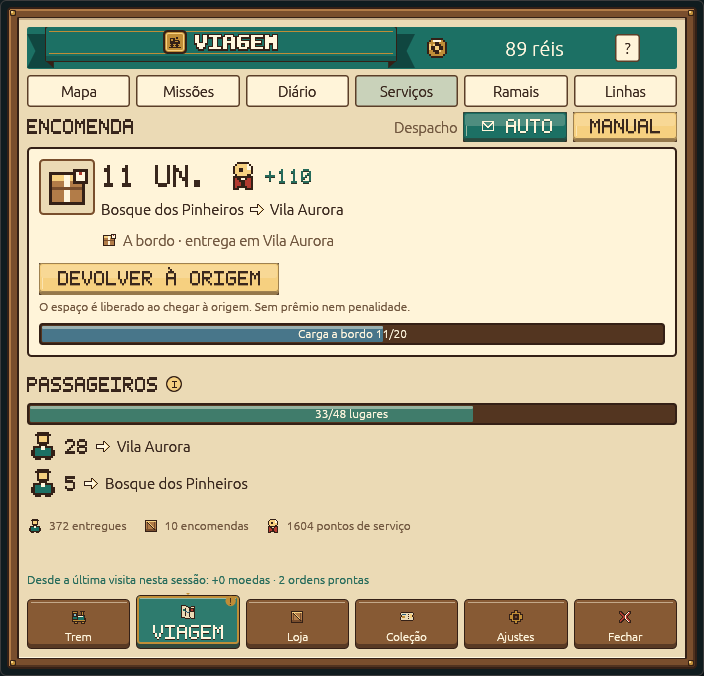 VIAGEM
89 réis
?
Mapa
Missões
Diário
Serviços
Ramais
Linhas
ENCOMENDA
Despacho
AUTO
MANUAL
11 UN.
+110
Bosque dos Pinheiros ⇨ Vila Aurora
A bordo · entrega em Vila Aurora
DEVOLVER À ORIGEM
O espaço é liberado ao chegar à origem. Sem prêmio nem penalidade.
Carga a bordo 11/20
PASSAGEIROS
I
33/48 lugares
28 ⇨ Vila Aurora
5 ⇨ Bosque dos Pinheiros
372 entregues
10 encomendas
1604 pontos de serviço
Desde a última visita nesta sessão: +0 moedas · 2 ordens prontas
Trem
!
VIAGEM
Loja
Coleção
Ajustes
Fechar